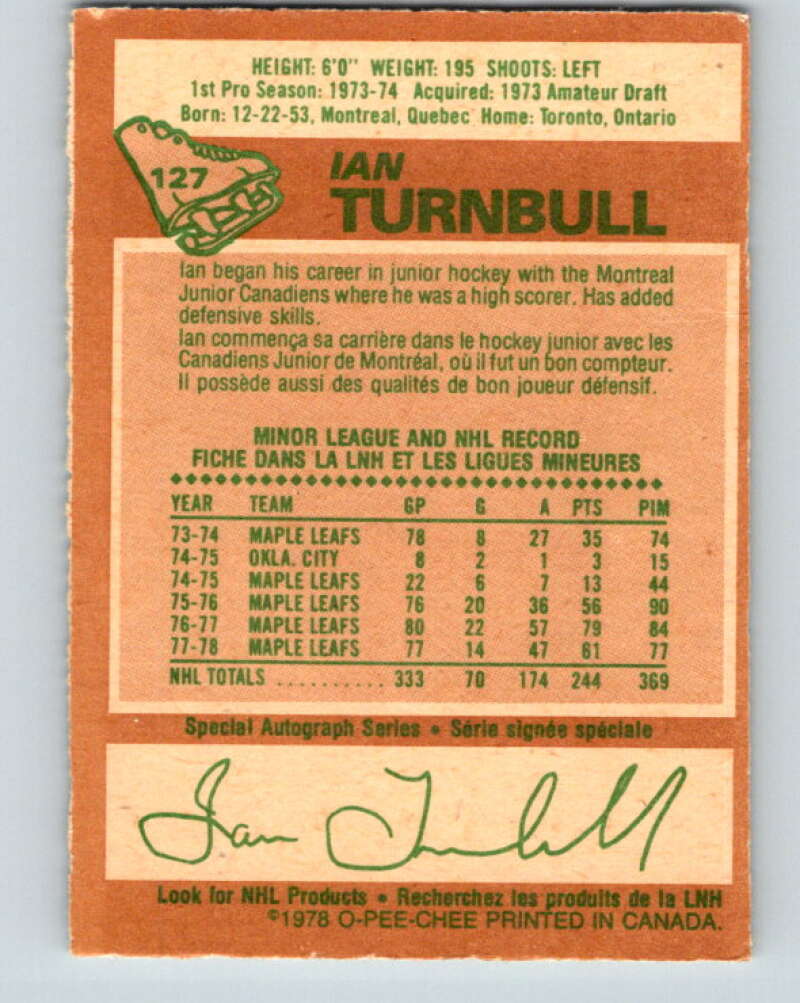 HEIGHT: 6'0" WEIGHT: 195 SHOOTS: LEFT
1st Pro Season: 1973-74 Acquired: 1973 Amateur Draft
Born: 12-22-53, Montreal, Quebec Home: Toronto, Ontario
127
IAN
TURNBULL
Ian began his career in junior hockey with the Montreal
Junior Canadiens where he was a high scorer. Has added
defensive skills.
Ian commença sa carrière dans le hockey junior avec les
Canadiens Junior de Montréal, où il fut un bon compteur.
Il possède aussi des qualités de bon joueur défensif.
MINOR LEAGUE AND NHL RECORD
FICHE DANS LA LNH ET LES LIGUES MINEURES
YEAR TEAM GP G A PTS PIM
73-74 MAPLE LEAFS 78 8 27 35 74
74-75 OKLA. CITY 8 2 1 3 15
74-75 MAPLE LEAFS 22 6 7 13 44
75-76 MAPLE LEAFS 76 20 36 56 90
76-77 MAPLE LEAFS 80 22 57 79 84
77-78 MAPLE LEAFS 77 14 47 61 77
NHL TOTALS .......... 333 70 174 244 369
Special Autograph Series • Série signée spéciale
Ian Turnbull
Look for NHL Products • Recherchez les produits de la LNH
©1978 O-PEE-CHEE PRINTED IN CANADA.